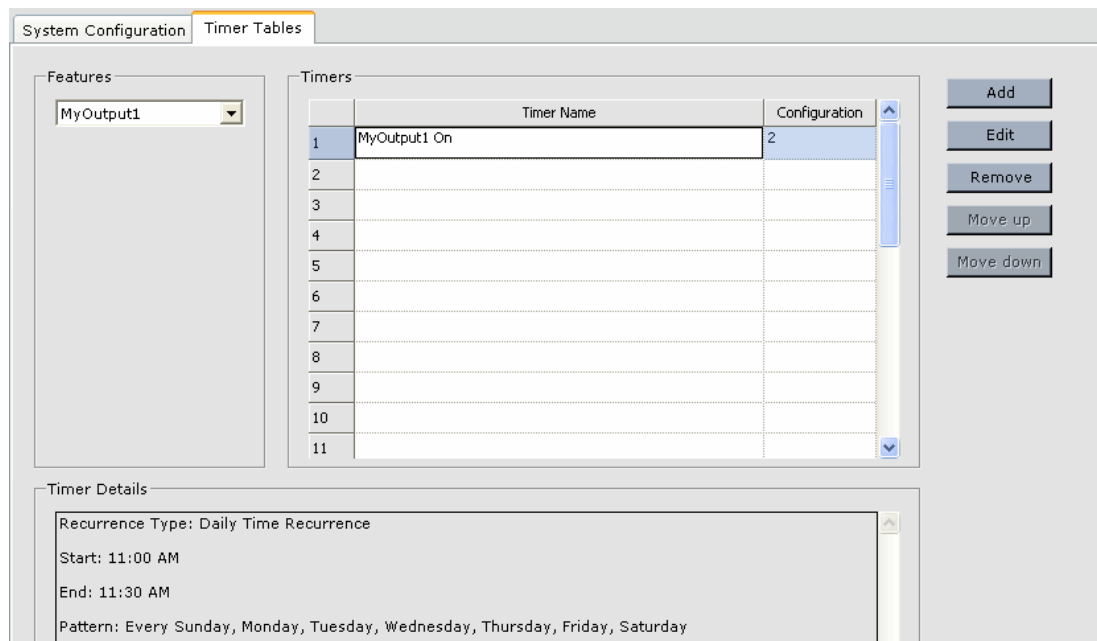 System Configuration
Timer Tables
Features
MyOutput1
Timers
Timer Name Configuration
1 MyOutput1 On 2
2
3
4
5
6
7
8
9
10
11
Add
Edit
Remove
Move up
Move down
Timer Details
Recurrence Type: Daily Time Recurrence
Start: 11:00 AM
End: 11:30 AM
Pattern: Every Sunday, Monday, Tuesday, Wednesday, Thursday, Friday, Saturday